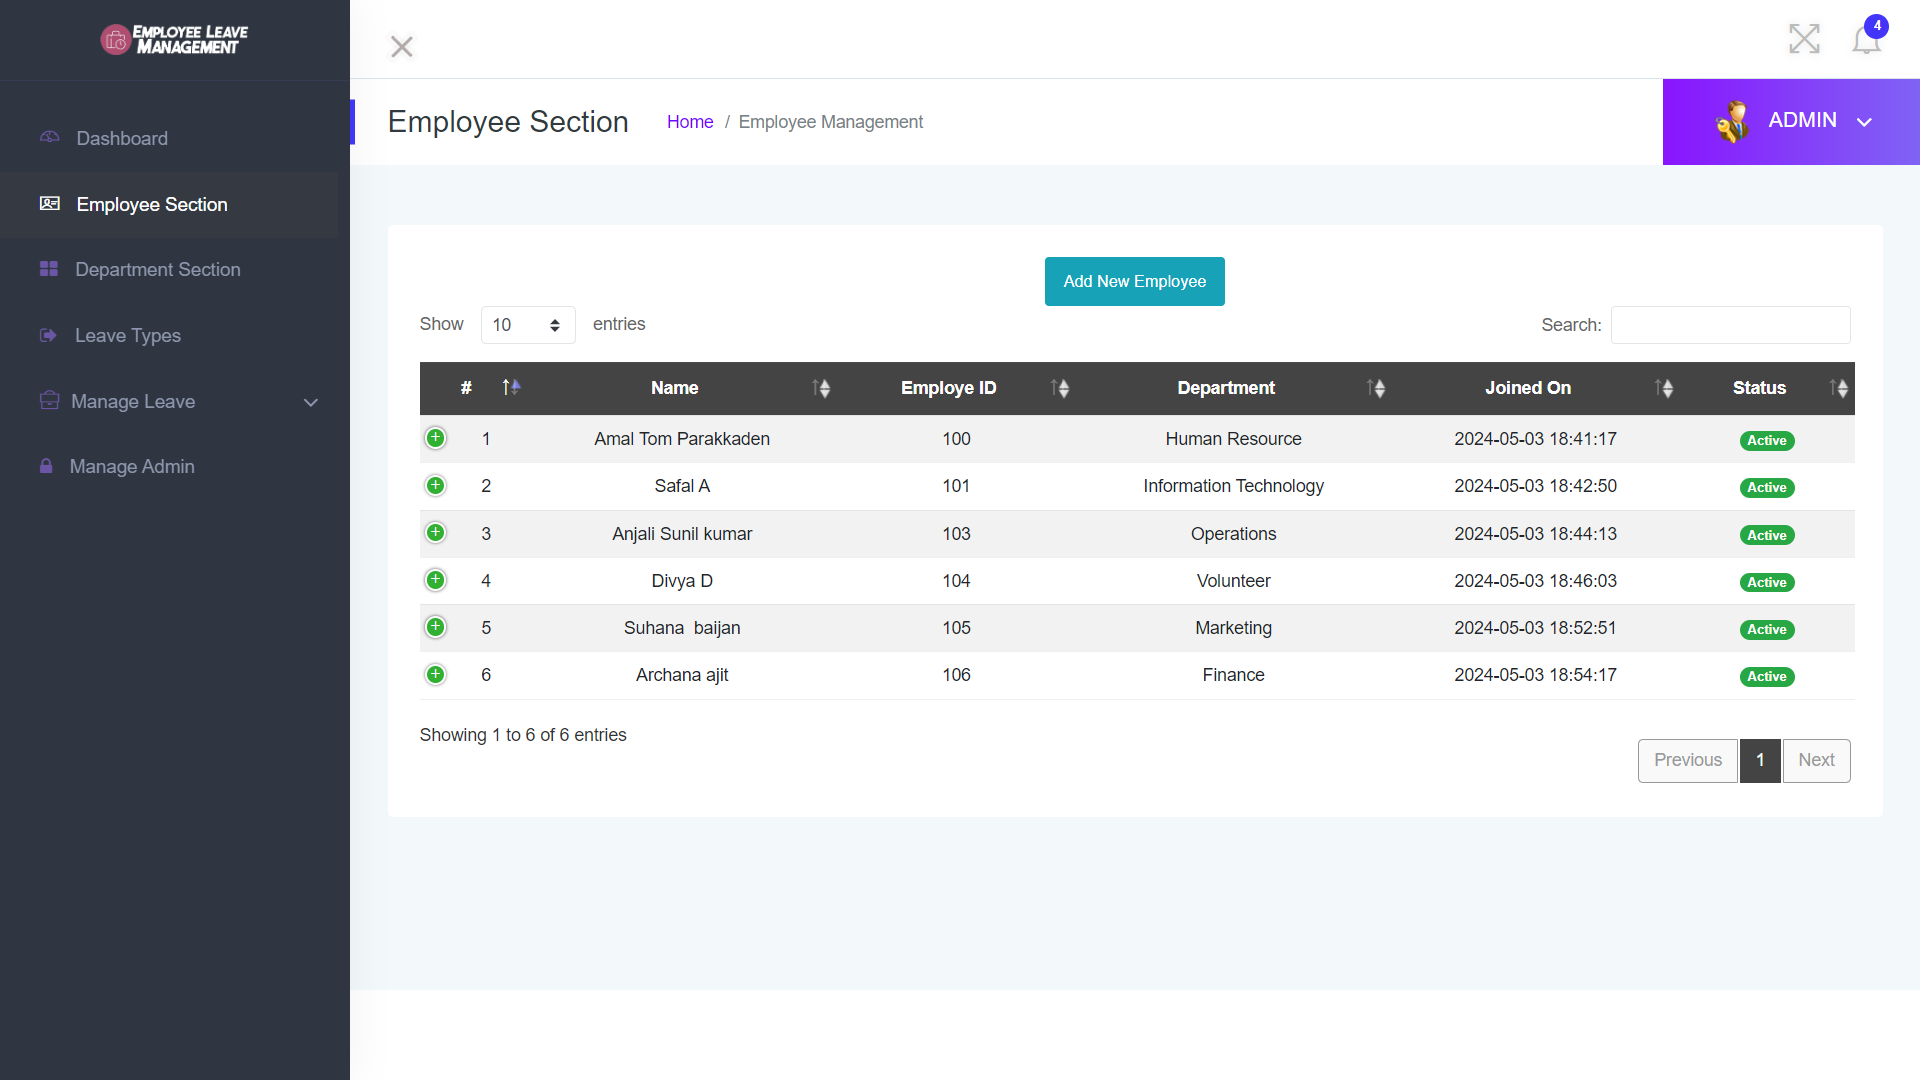 EMPLOYEE LEAVE
MANAGEMENT
4
Dashboard
Employee Section
Department Section
Leave Types
Manage Leave
Manage Admin
Employee Section
Home / Employee Management
ADMIN
Add New Employee
Show 10 entries
Search:
# Name Employe ID Department Joined On Status
1 Amal Tom Parakkaden 100 Human Resource 2024-05-03 18:41:17 Active
2 Safal A 101 Information Technology 2024-05-03 18:42:50 Active
3 Anjali Sunil kumar 103 Operations 2024-05-03 18:44:13 Active
4 Divya D 104 Volunteer 2024-05-03 18:46:03 Active
5 Suhana  baijan 105 Marketing 2024-05-03 18:52:51 Active
6 Archana ajit 106 Finance 2024-05-03 18:54:17 Active
Showing 1 to 6 of 6 entries
Previous 1 Next